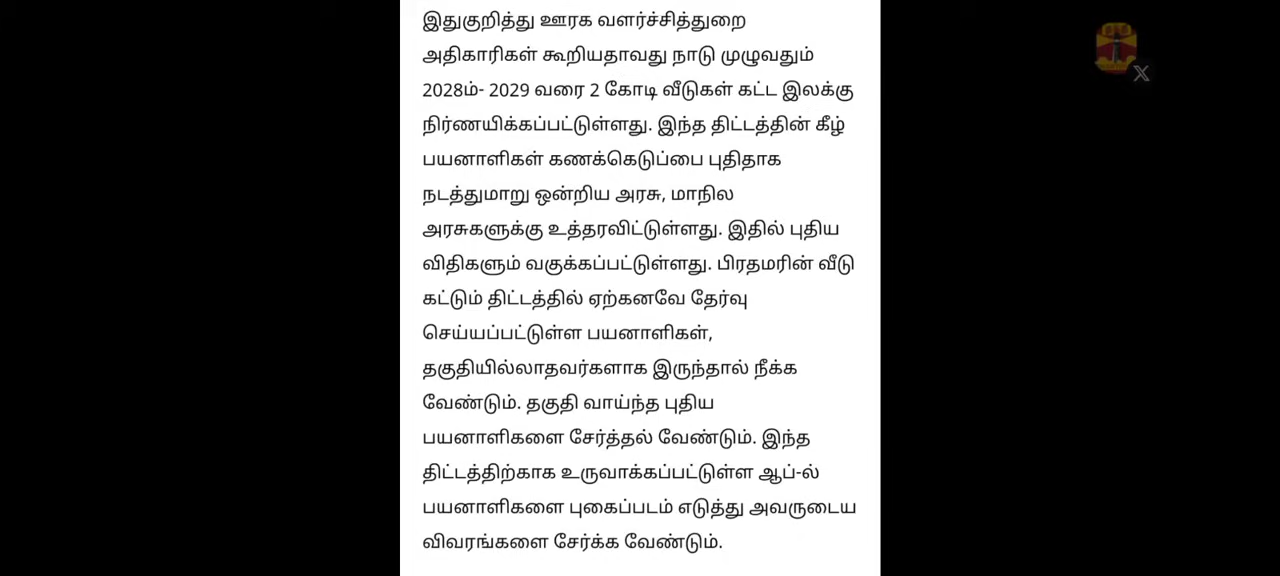 இதுகுறித்து ஊரக வளர்ச்சித்துறை
அதிகாரிகள் கூறியதாவது நாடு முழுவதும்
2028ம்- 2029 வரை 2 கோடி வீடுகள் கட்ட இலக்கு
நிர்ணயிக்கப்பட்டுள்ளது. இந்த திட்டத்தின் கீழ்
பயனாளிகள் கணக்கெடுப்பை புதிதாக
நடத்துமாறு ஒன்றிய அரசு, மாநில
அரசுகளுக்கு உத்தரவிட்டுள்ளது. இதில் புதிய
விதிகளும் வகுக்கப்பட்டுள்ளது. பிரதமரின் வீடு
கட்டும் திட்டத்தில் ஏற்கனவே தேர்வு
செய்யப்பட்டுள்ள பயனாளிகள்,
தகுதியில்லாதவர்களாக இருந்தால் நீக்க
வேண்டும். தகுதி வாய்ந்த புதிய
பயனாளிகளை சேர்த்தல் வேண்டும். இந்த
திட்டத்திற்காக உருவாக்கப்பட்டுள்ள ஆப்-ல்
பயனாளிகளை புகைப்படம் எடுத்து அவருடைய
விவரங்களை சேர்க்க வேண்டும்.